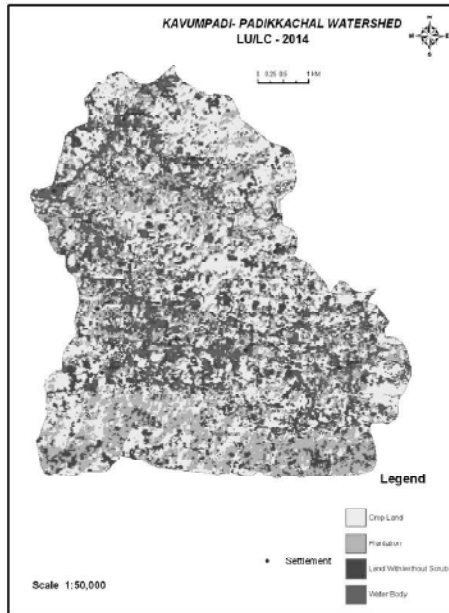 KAVUMPADI- PADIKKACHAL WATERSHED
LU/LC - 2014
N
W
E
S
0 0.25 0.5 1 KM
Legend
Crop Land
Plantation
Settlement
Land With/without Scrub
Water Body
Scale 1:50,000